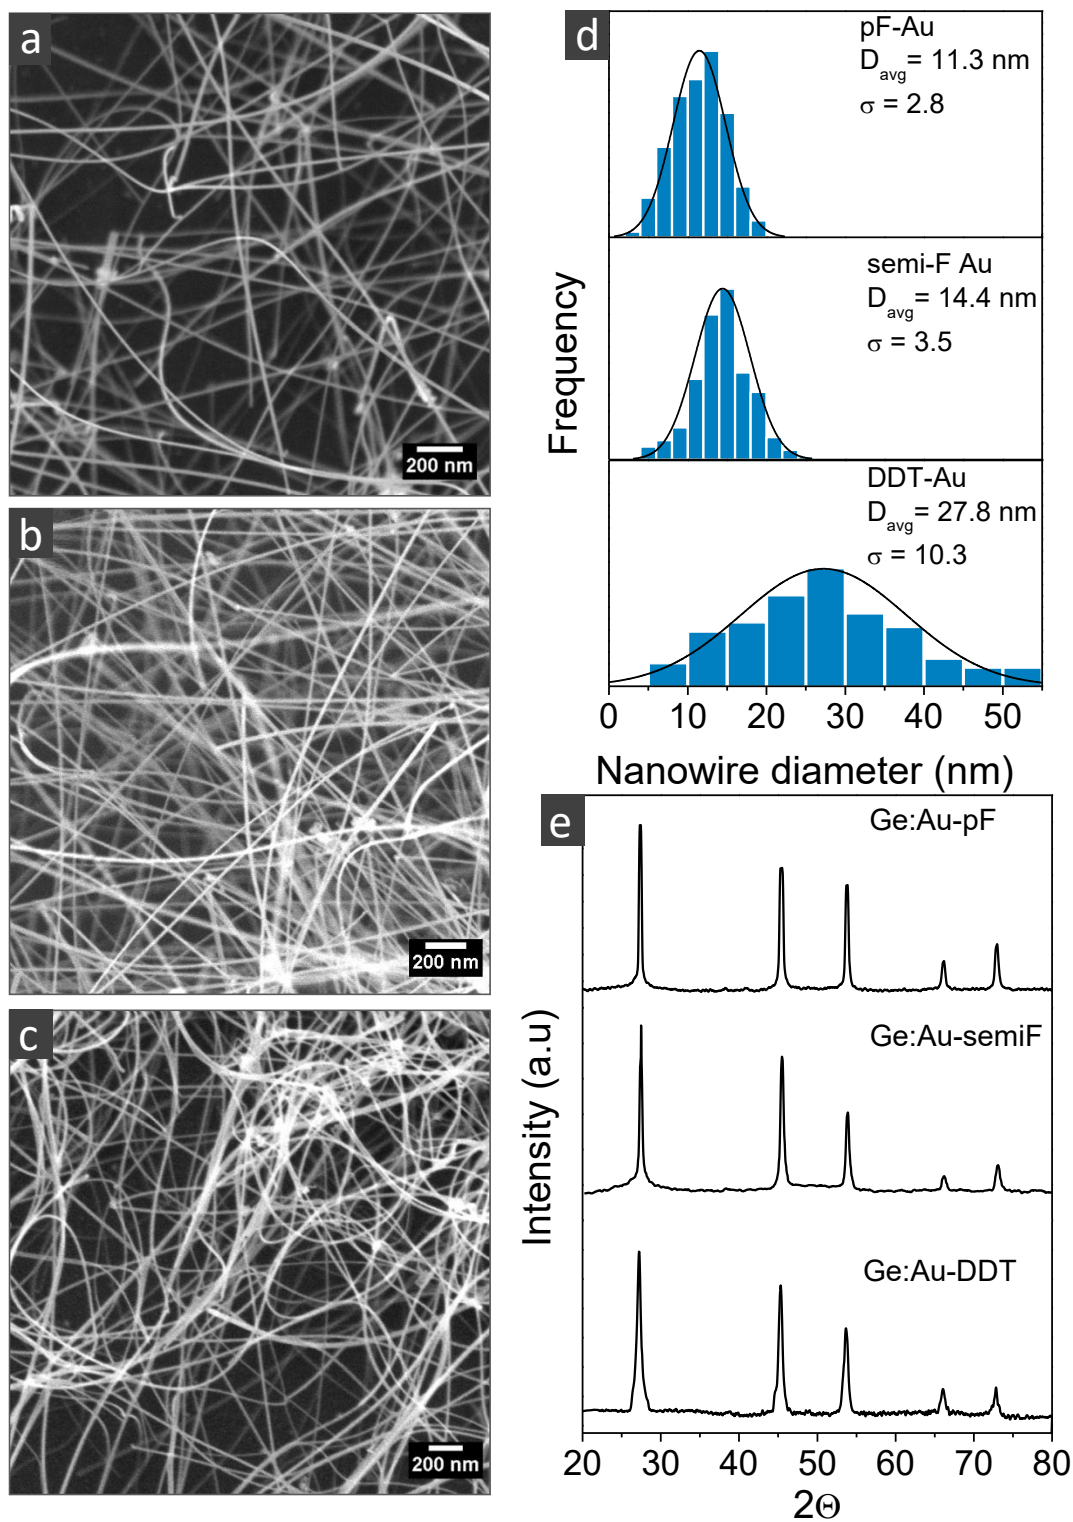 a
200 nm
b
200 nm
c
200 nm
d
pF-Au
Davg= 11.3 nm
σ = 2.8
semi-F Au
Davg= 14.4 nm
σ = 3.5
DDT-Au
Davg= 27.8 nm
σ = 10.3
Frequency
0 10 20 30 40 50
Nanowire diameter (nm)
e
Ge:Au-pF
Ge:Au-semiF
Ge:Au-DDT
Intensity (a.u)
20 30 40 50 60 70 80
2Θ